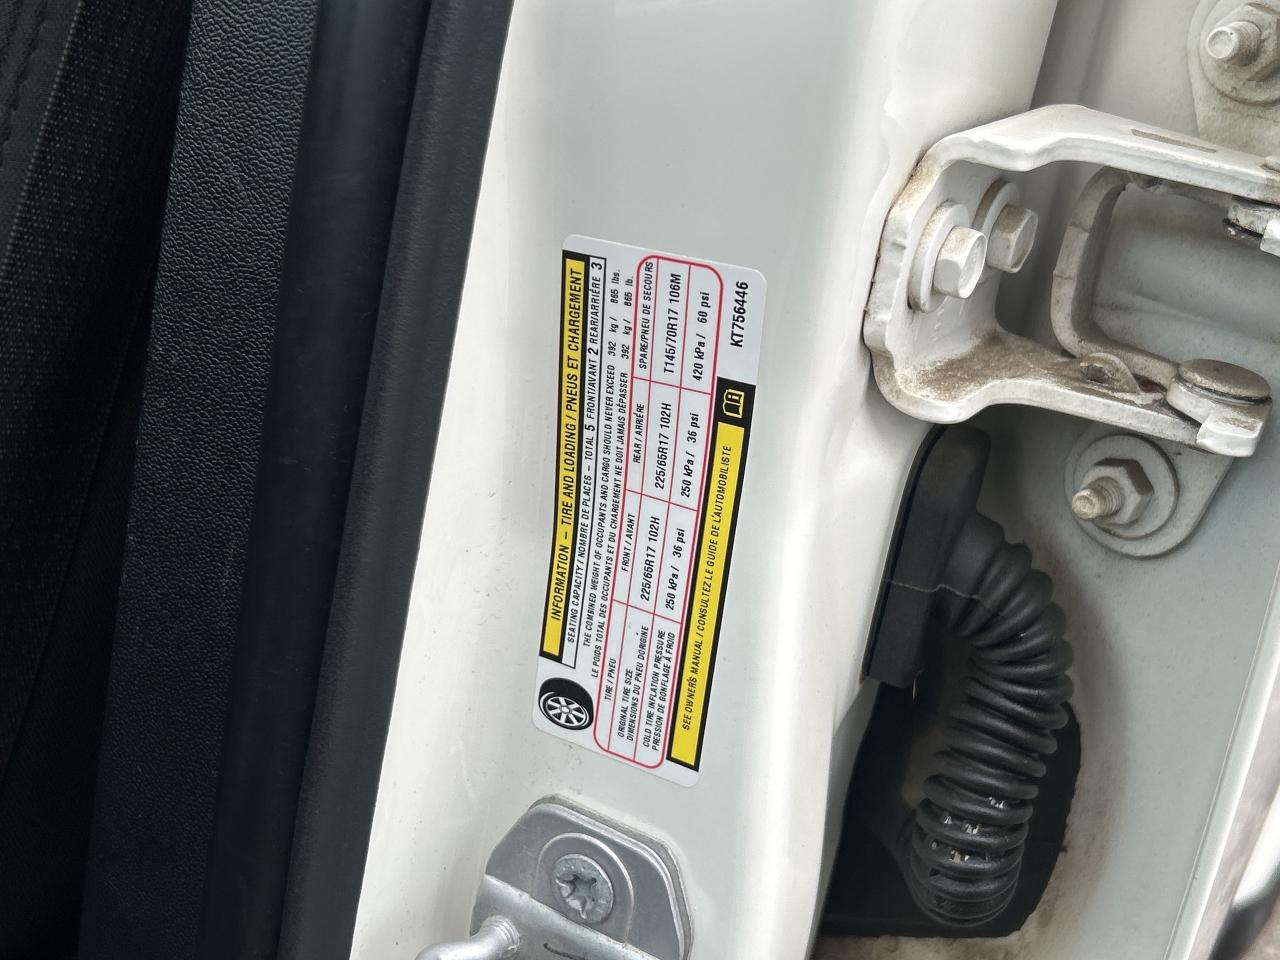 INFORMATION – TIRE AND LOADING / PNEUS ET CHARGEMENT
SEATING CAPACITY / NOMBRE DE PLACES – TOTAL 5 FRONT/AVANT 2 REAR/ARRIÈRE 3
THE COMBINED WEIGHT OF OCCUPANTS AND CARGO SHOULD NEVER EXCEED 392 kg / 865 lbs.
LE POIDS TOTAL DES OCCUPANTS ET DU CHARGEMENT NE DOIT JAMAIS DÉPASSER 392 kg / 865 lb.
TIRE / PNEU FRONT / AVANT REAR / ARRIÈRE SPARE/PNEU DE SECOURS
ORIGINAL TIRE SIZE
DIMENSIONS DU PNEU D'ORIGINE 225/65R17 102H 225/65R17 102H T145/70R17 106M
COLD TIRE INFLATION PRESSURE
PRESSION DE GONFLAGE À FROID 250 kPa / 36 psi 250 kPa / 36 psi 420 kPa / 60 psi
SEE OWNER'S MANUAL / CONSULTEZ LE GUIDE DE L'AUTOMOBILISTE
KT756446